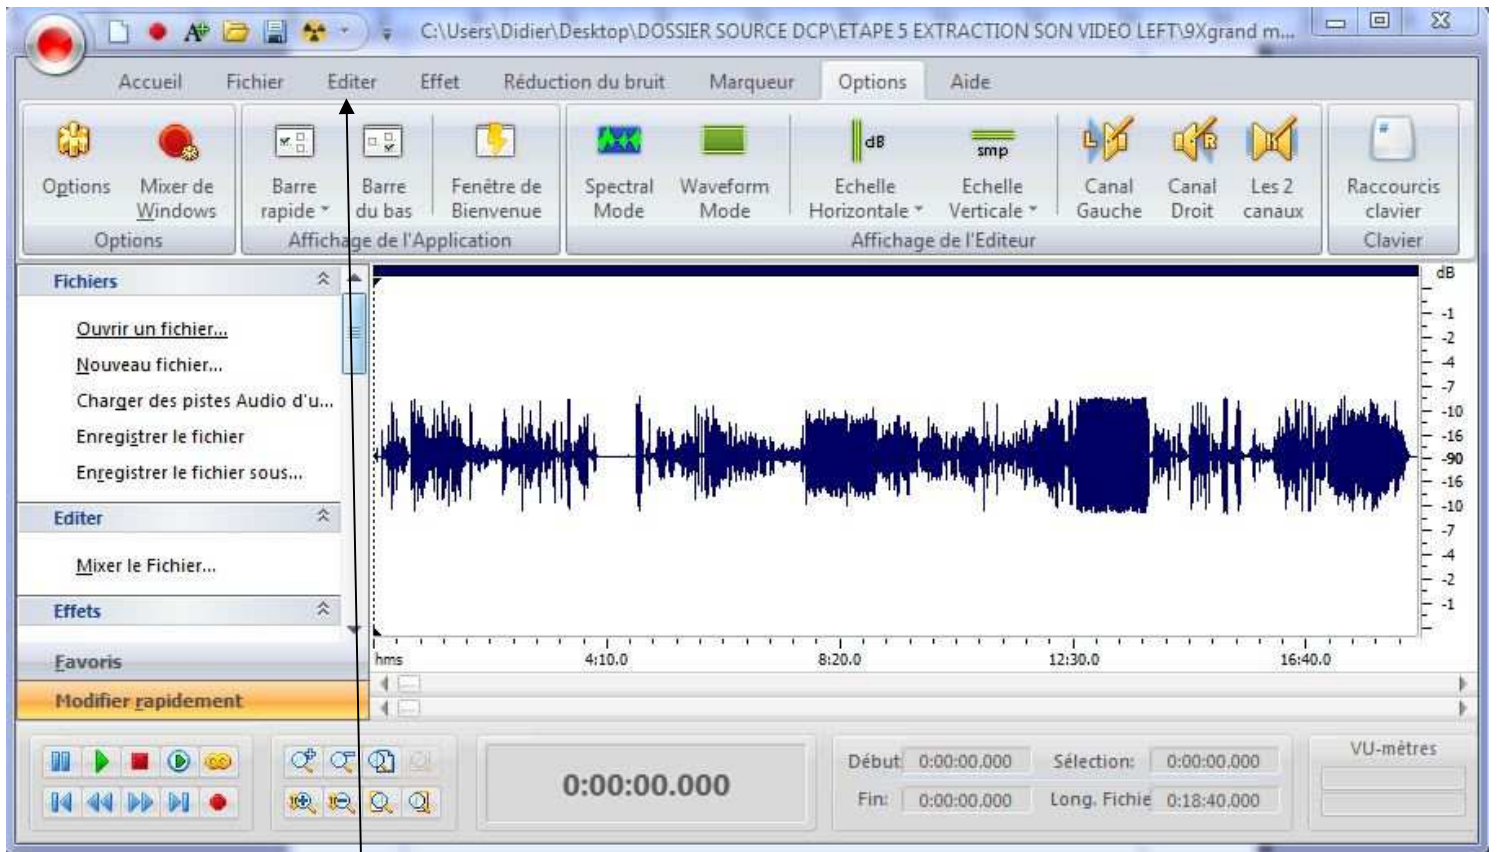 C:\Users\Didier\Desktop\DOSSIER SOURCE DCP\ETAPE 5 EXTRACTION SON VIDEO LEFT\9Xgrand m...
Accueil Fichier Editer Effet Réduction du bruit Marqueur Options Aide
dB smp L R
Options Mixer de Windows Barre rapide Barre du bas Fenêtre de Bienvenue Spectral Mode Waveform Mode Echelle Horizontale Echelle Verticale Canal Gauche Canal Droit Les 2 canaux Raccourcis clavier
Options Affichage de l'Application Affichage de l'Editeur Clavier
Fichiers
Ouvrir un fichier...
Nouveau fichier...
Charger des pistes Audio d'u...
Enregistrer le fichier
Enregistrer le fichier sous...
Editer
Mixer le Fichier...
Effets
Favoris
Modifier rapidement
dB
-1
-2
-4
-7
-10
-16
-90
-16
-10
-7
-4
-2
-1
hms 4:10.0 8:20.0 12:30.0 16:40.0
0:00:00.000
Début 0:00:00.000 Sélection: 0:00:00.000
Fin: 0:00:00.000 Long. Fichie 0:18:40.000
VU-mètres